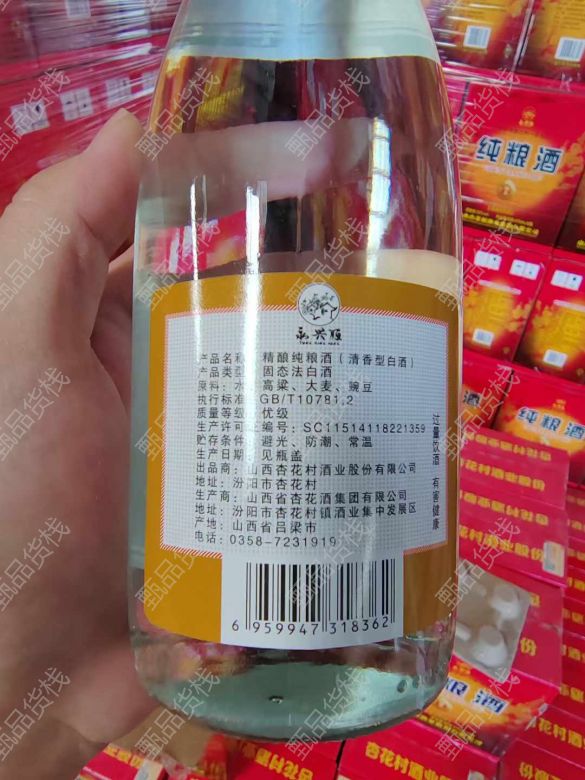 永兴源
产品名称：精酿纯粮酒（清香型白酒）
产品类型：固态法白酒
原料：水、高粱、大麦、豌豆
执行标准：GB/T10781.2
质量等级：优级
生产许可证编号：SC11514118221359
贮存条件：避光、防潮、常温
生产日期：见瓶盖
出品商：山西杏花村酒业股份有限公司
地址：汾阳市杏花村
生产商：山西省杏花酒集团有限公司
地址：汾阳市杏花村镇酒业集中发展区
产地：山西省吕梁市
电话：0358-7231919
过量饮酒 有害健康
6 959947 318362
纯粮酒
纯粮酒
杏花村酒业股份
甄品货栈